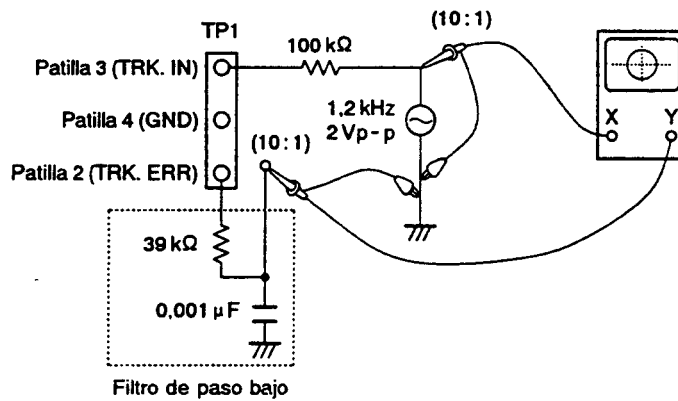 TP1
(10:1)
100 kΩ
Patilla 3 (TRK. IN)
X
Y
1,2 kHz
2 Vp-p
Patilla 4 (GND)
(10:1)
Patilla 2 (TRK. ERR)
39 kΩ
0,001 μF
Filtro de paso bajo